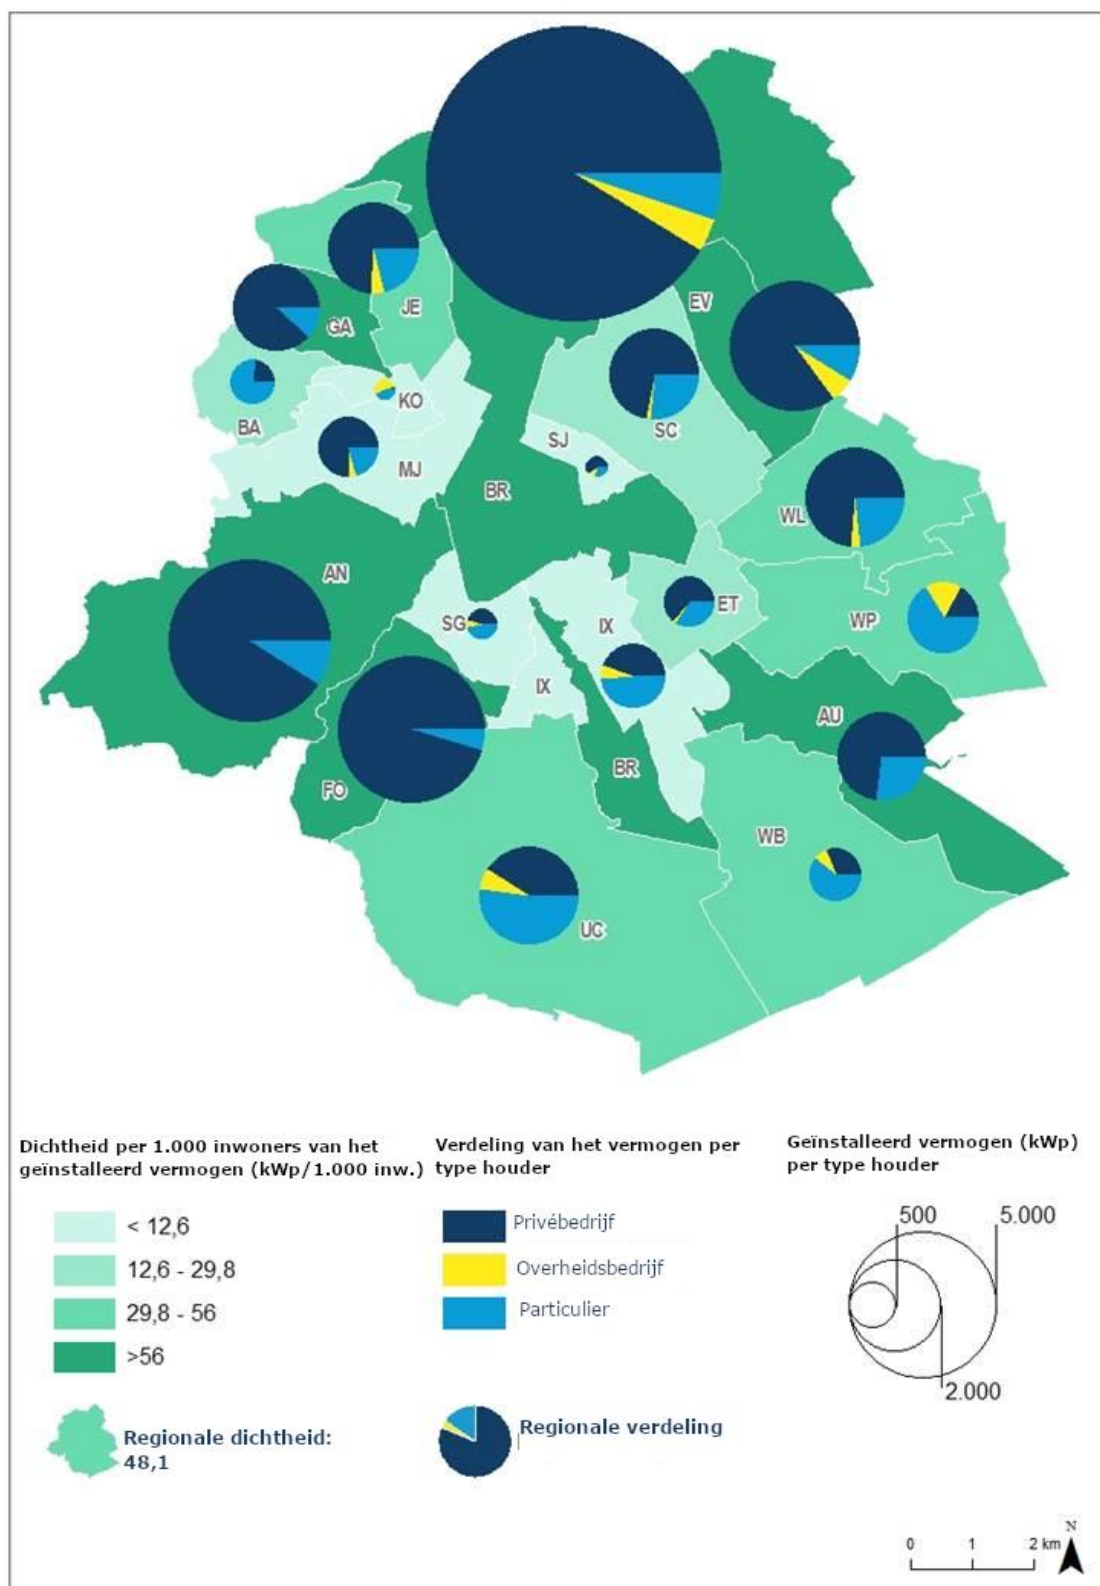 EV
JE
GA
KO
BA
MJ
SJ
SC
BR
WL
AN
SG
IX
ET
WP
IX
AU
BR
FO
WB
UC
Dichtheid per 1.000 inwoners van het
geïnstalleerd vermogen (kWp/1.000 inw.)
< 12,6
12,6 - 29,8
29,8 - 56
>56
Regionale dichtheid:
48,1
Verdeling van het vermogen per
type houder
Privébedrijf
Overheidsbedrijf
Particulier
Regionale verdeling
Geïnstalleerd vermogen (kWp)
per type houder
500
5.000
2.000
N
0 1 2 km